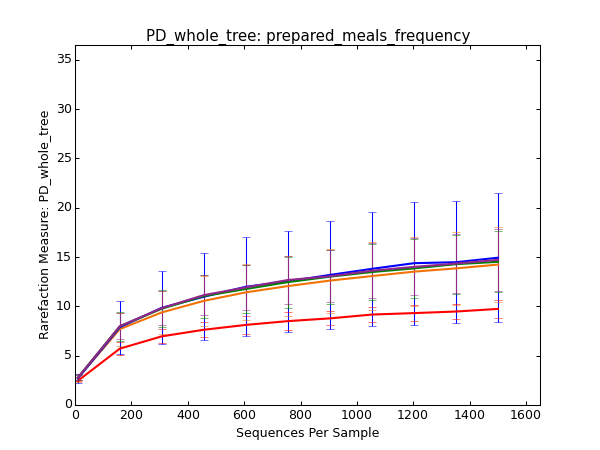 PD_whole_tree: prepared_meals_frequency
35
30
25
20
15
10
5
0
Rarefaction Measure: PD_whole_tree
0 200 400 600 800 1000 1200 1400 1600
Sequences Per Sample